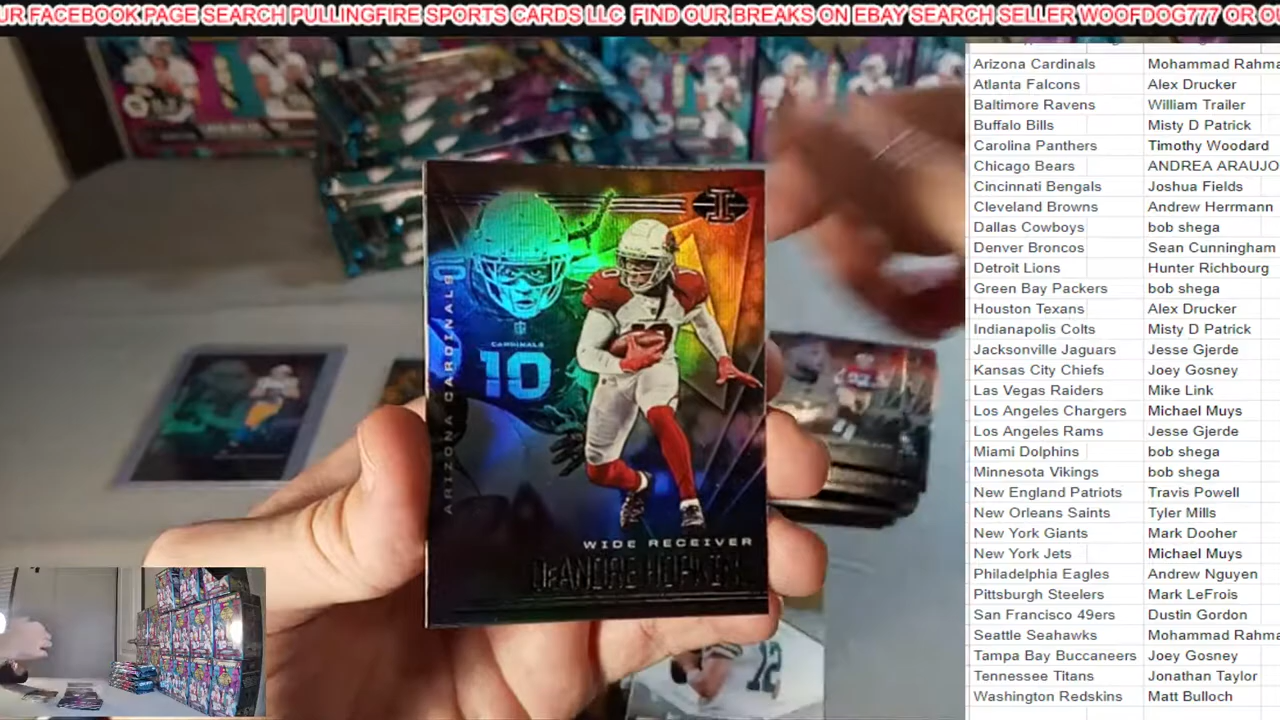 UR FACEBOOK PAGE SEARCH PULLINGFIRE SPORTS CARDS LLC FIND OUR BREAKS ON EBAY SEARCH SELLER WOOFDOG777 OR OU
Arizona Cardinals Mohammad Rahma
Atlanta Falcons Alex Drucker
Baltimore Ravens William Trailer
Buffalo Bills Misty D Patrick
Carolina Panthers Timothy Woodard
Chicago Bears ANDREA ARAUJO
Cincinnati Bengals Joshua Fields
Cleveland Browns Andrew Herrmann
Dallas Cowboys bob shega
Denver Broncos Sean Cunningham
Detroit Lions Hunter Richbourg
Green Bay Packers bob shega
Houston Texans Alex Drucker
Indianapolis Colts Misty D Patrick
Jacksonville Jaguars Jesse Gjerde
Kansas City Chiefs Joey Gosney
Las Vegas Raiders Mike Link
Los Angeles Chargers Michael Muys
Los Angeles Rams Jesse Gjerde
Miami Dolphins bob shega
Minnesota Vikings bob shega
New England Patriots Travis Powell
New Orleans Saints Tyler Mills
New York Giants Mark Dooher
New York Jets Michael Muys
Philadelphia Eagles Andrew Nguyen
Pittsburgh Steelers Mark LeFrois
San Francisco 49ers Dustin Gordon
Seattle Seahawks Mohammad Rahma
Tampa Bay Buccaneers Joey Gosney
Tennessee Titans Jonathan Taylor
Washington Redskins Matt Bulloch
I
ARIZONA CARDINALS
CARDINALS
10
WIDE RECEIVER
DeANDRE HOPKINS
12